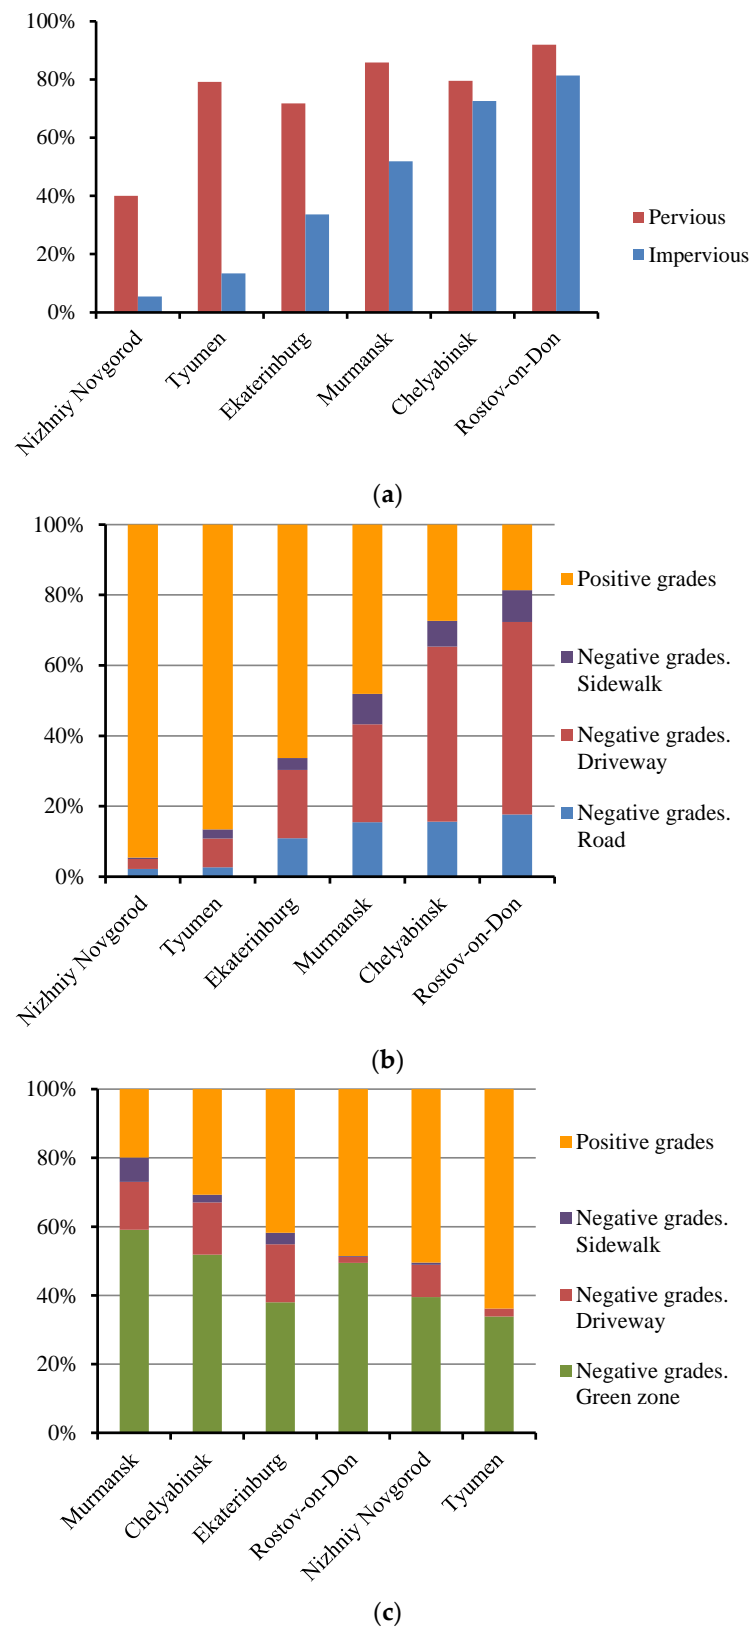 100%
80%
60%
40%
20%
0%
Pervious
Impervious
Nizhniy Novgorod
Tyumen
Ekaterinburg
Murmansk
Chelyabinsk
Rostov-on-Don
(a)
100%
80%
60%
40%
20%
0%
Positive grades
Negative grades.
Sidewalk
Negative grades.
Driveway
Negative grades.
Road
Nizhniy Novgorod
Tyumen
Ekaterinburg
Murmansk
Chelyabinsk
Rostov-on-Don
(b)
100%
80%
60%
40%
20%
0%
Positive grades
Negative grades.
Sidewalk
Negative grades.
Driveway
Negative grades.
Green zone
Murmansk
Chelyabinsk
Ekaterinburg
Rostov-on-Don
Nizhniy Novgorod
Tyumen
(c)